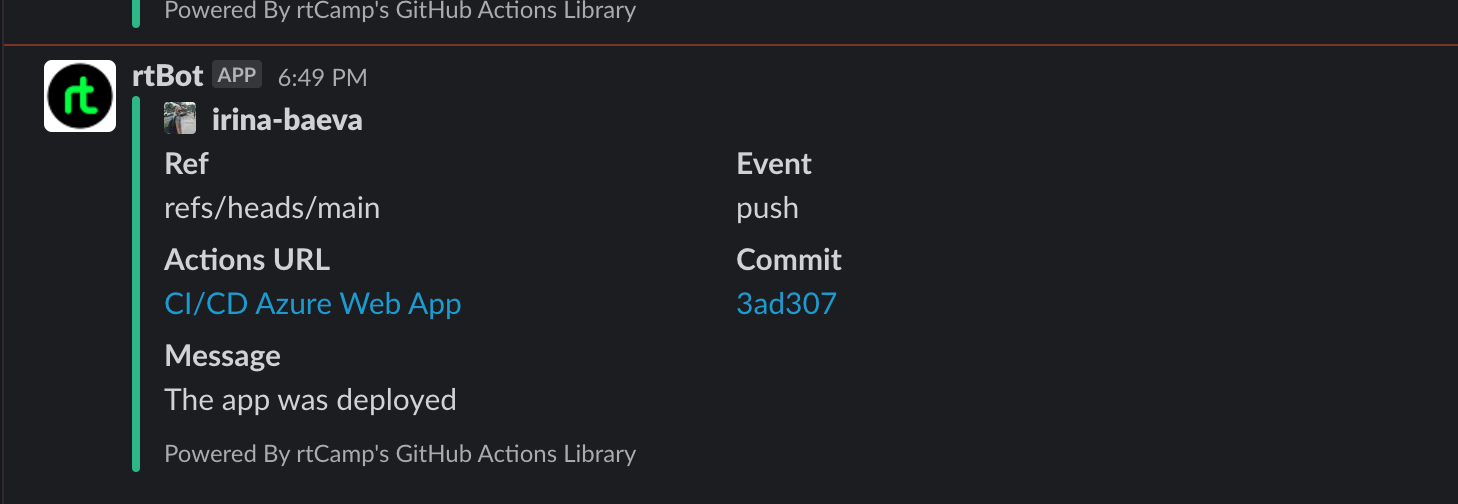 Powered By rtCamp's GitHub Actions Library
rt
rtBot APP 6:49 PM
irina-baeva
Ref Event
refs/heads/main push
Actions URL Commit
CI/CD Azure Web App 3ad307
Message
The app was deployed
Powered By rtCamp's GitHub Actions Library